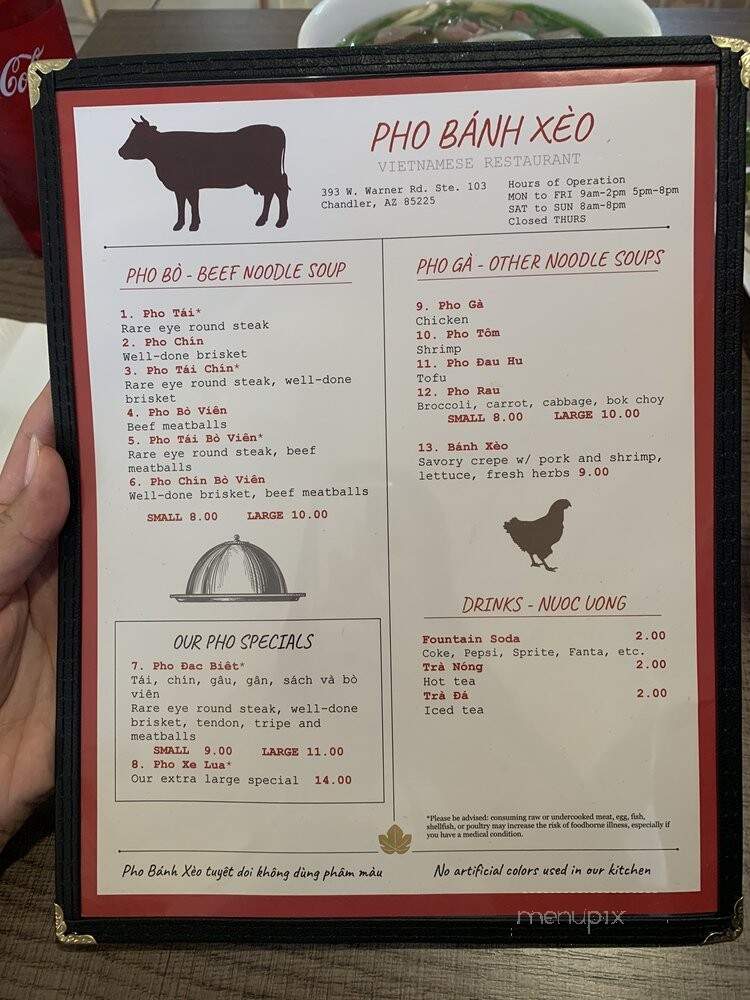 Co
PHO BÁNH XÈO
VIETNAMESE RESTAURANT
393 W. Warner Rd. Ste. 103
Chandler, AZ 85225
Hours of Operation
MON to FRI 9am-2pm 5pm-8pm
SAT to SUN 8am-8pm
Closed THURS
PHO BÒ - BEEF NOODLE SOUP
1. Pho Tái*
Rare eye round steak
2. Pho Chín
Well-done brisket
3. Pho Tái Chín*
Rare eye round steak, well-done
brisket
4. Pho Bò Viên
Beef meatballs
5. Pho Tái Bò Viên*
Rare eye round steak, beef
meatballs
6. Pho Chín Bò Viên
Well-done brisket, beef meatballs
SMALL 8.00 LARGE 10.00
OUR PHO SPECIALS
7. Pho Đac Biêt*
Tái, chín, gâu, gân, sách và bò
viên
Rare eye round steak, well-done
brisket, tendon, tripe and
meatballs
SMALL 9.00 LARGE 11.00
8. Pho Xe Lua*
Our extra large special 14.00
PHO GÀ - OTHER NOODLE SOUPS
9. Pho Gà
Chicken
10. Pho Tôm
Shrimp
11. Pho Đau Hu
Tofu
12. Pho Rau
Broccoli, carrot, cabbage, bok choy
SMALL 8.00 LARGE 10.00
13. Bánh Xèo
Savory crepe w/ pork and shrimp,
lettuce, fresh herbs 9.00
DRINKS - NUOC UONG
Fountain Soda 2.00
Coke, Pepsi, Sprite, Fanta, etc.
Trà Nóng 2.00
Hot tea
Trà Đá 2.00
Iced tea
*Please be advised: consuming raw or undercooked meat, egg, fish,
shellfish, or poultry may increase the risk of foodborne illness, especially if
you have a medical condition.
Pho Bánh Xèo tuyêt doi không dùng phâm màu
No artificial colors used in our kitchen
menupix